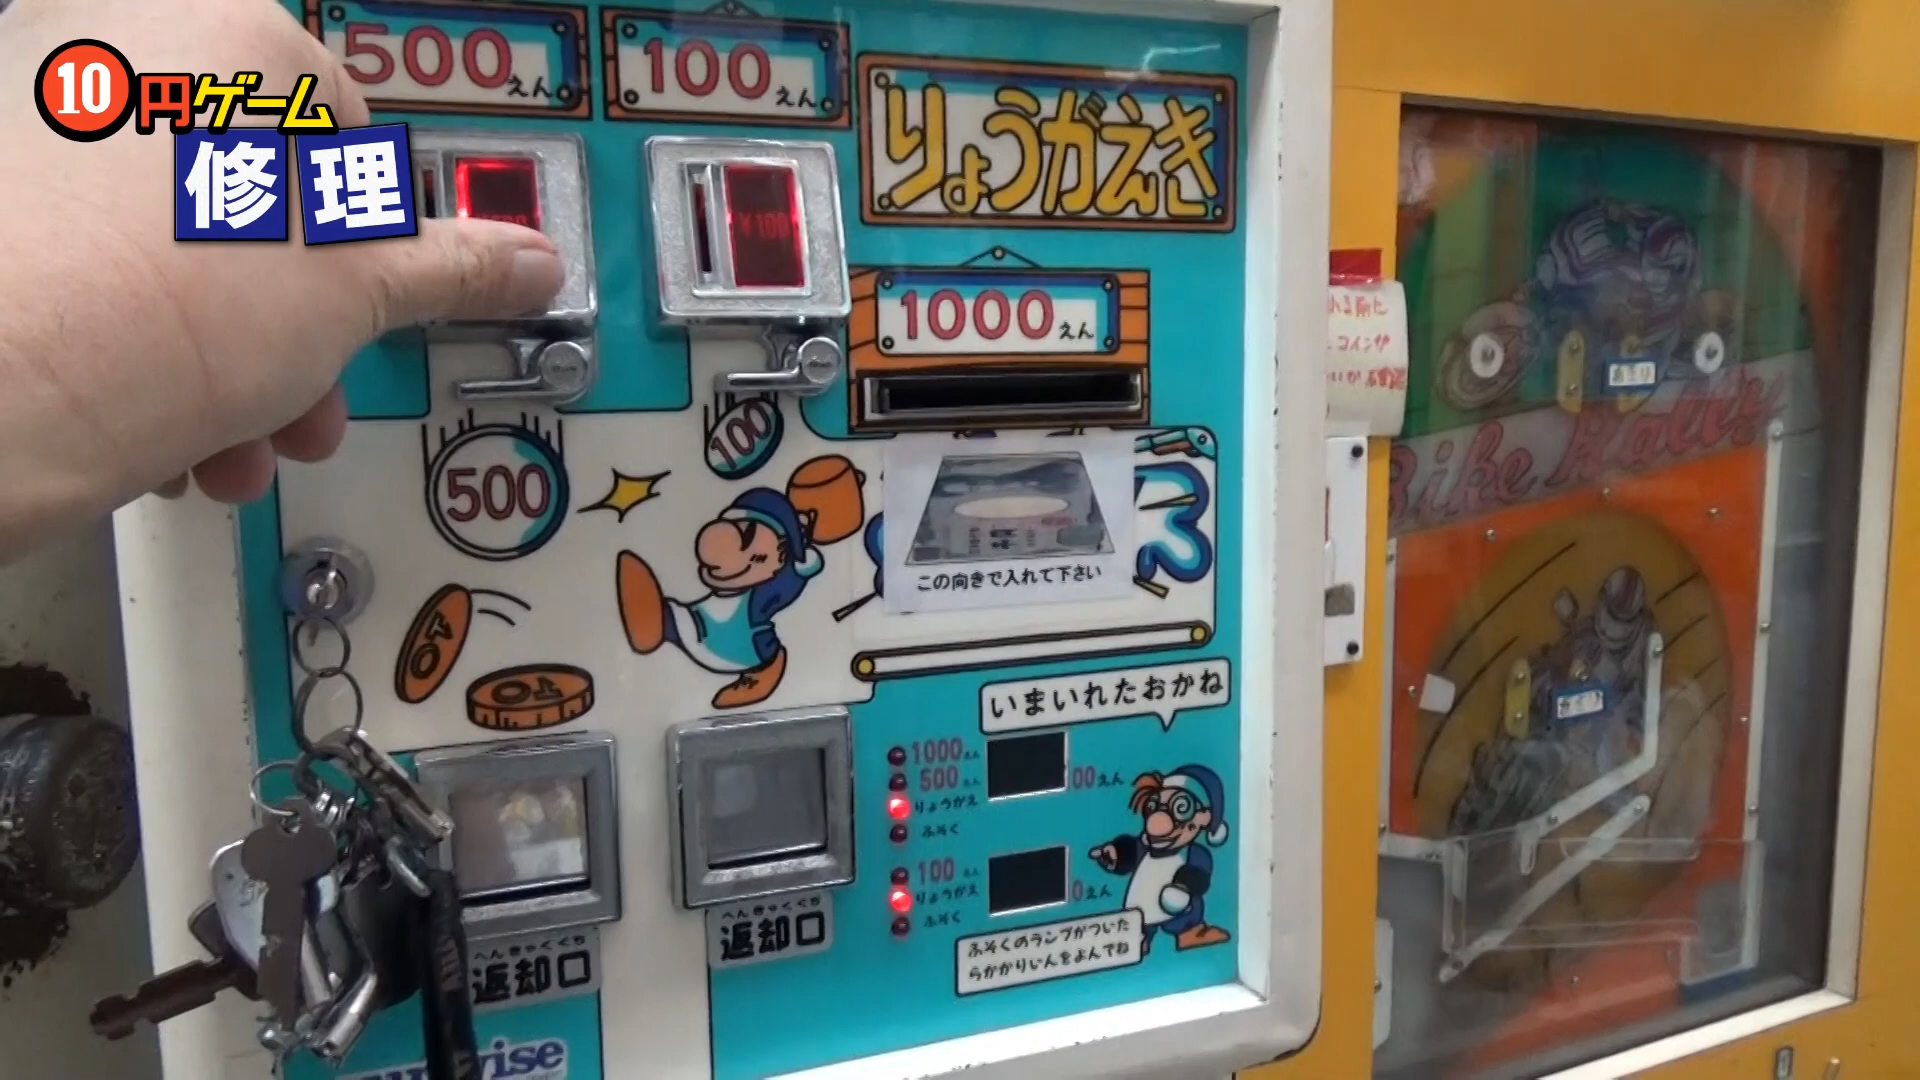 10円ゲーム
修理
500えん
100えん
りょうがえき
¥100
1000えん
500
100
10
10
この向きで入れて下さい
いまいれたおかね
1000えん
500えん
りょうがえ
ふそく
00えん
100えん
りょうがえ
ふそく
0えん
へんきゃくぐち
返却口
へんきゃくぐち
返却口
ふそくのランプがついた
らかかりいんをよんでね
Bike Rally
あたり